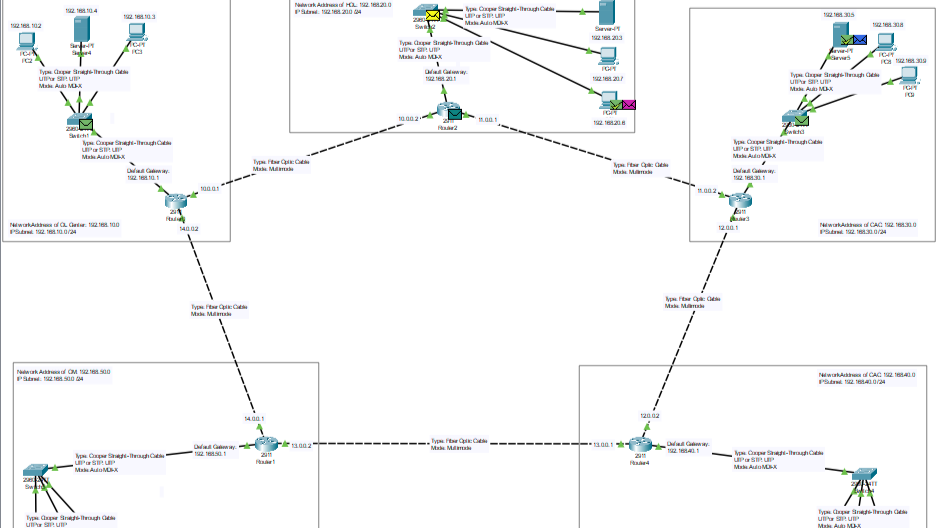 Network Address of HOL: 192.168.20.0
IP Subnet: 192.168.20.0 /24
192.168.10.2
192.168.10.4
192.168.10.3
PC-PT
PC2
Server-PT
Server4
PC-PT
PC3
Type: Cooper Straight-Through Cable
UTP or STP: UTP
Mode: Auto MDI-X
Switch1
Type: Cooper Straight-Through Cable
UTP or STP: UTP
Mode: Auto MDI-X
Default Gateway:
192.168.10.1
10.0.0.1
2911
14.0.0.2
Network Address of OL Center: 192.168.10.0
IP Subnet: 192.168.10.0/24
Switch2
Type: Cooper Straight-Through Cable
UTP or STP: UTP
Mode: Auto MDI-X
Server-PT
192.168.20.3
PC-PT
192.168.20.7
PC-PT
192.168.20.6
Type: Cooper Straight-Through Cable
UTP or STP: UTP
Mode: Auto MDI-X
Default Gateway:
192.168.20.1
10.0.0.2
2911
Router2
11.0.0.1
Type: Fiber Optic Cable
Mode: Multimode
Type: Fiber Optic Cable
Mode: Multimode
192.168.30.5
192.168.30.8
192.168.30.9
Server-PT
Server5
PC-PT
PC8
PC-PT
PC9
Type: Cooper Straight-Through Cable
UTP or STP: UTP
Mode: Auto MDI-X
Switch3
Type: Cooper Straight-Through Cable
UTP or STP: UTP
Mode: Auto MDI-X
Default Gateway:
192.168.30.1
11.0.0.2
2911
Router3
12.0.0.1
Network Address of CAC: 192.168.30.0
IP Subnet: 192.168.30.0/24
Type: Fiber Optic Cable
Mode: Multimode
Type: Fiber Optic Cable
Mode: Multimode
Network Address of OM: 192.168.50.0
IP Subnet: 192.168.50.0 /24
14.0.0.1
Default Gateway:
192.168.50.1
2911
Router1
13.0.0.2
Type: Cooper Straight-Through Cable
UTP or STP: UTP
Mode: Auto MDI-X
Type: Cooper Straight-Through Cable
UTP or STP: UTP
Type: Fiber Optic Cable
Mode: Multimode
Network Address of CAC: 192.168.40.0
IP Subnet: 192.168.40.0/24
12.0.0.2
13.0.0.1
2911
Router4
Default Gateway:
192.168.40.1
Type: Cooper Straight-Through Cable
UTP or STP: UTP
Mode: Auto MDI-X
Type: Cooper Straight-Through Cable
UTP or STP: UTP